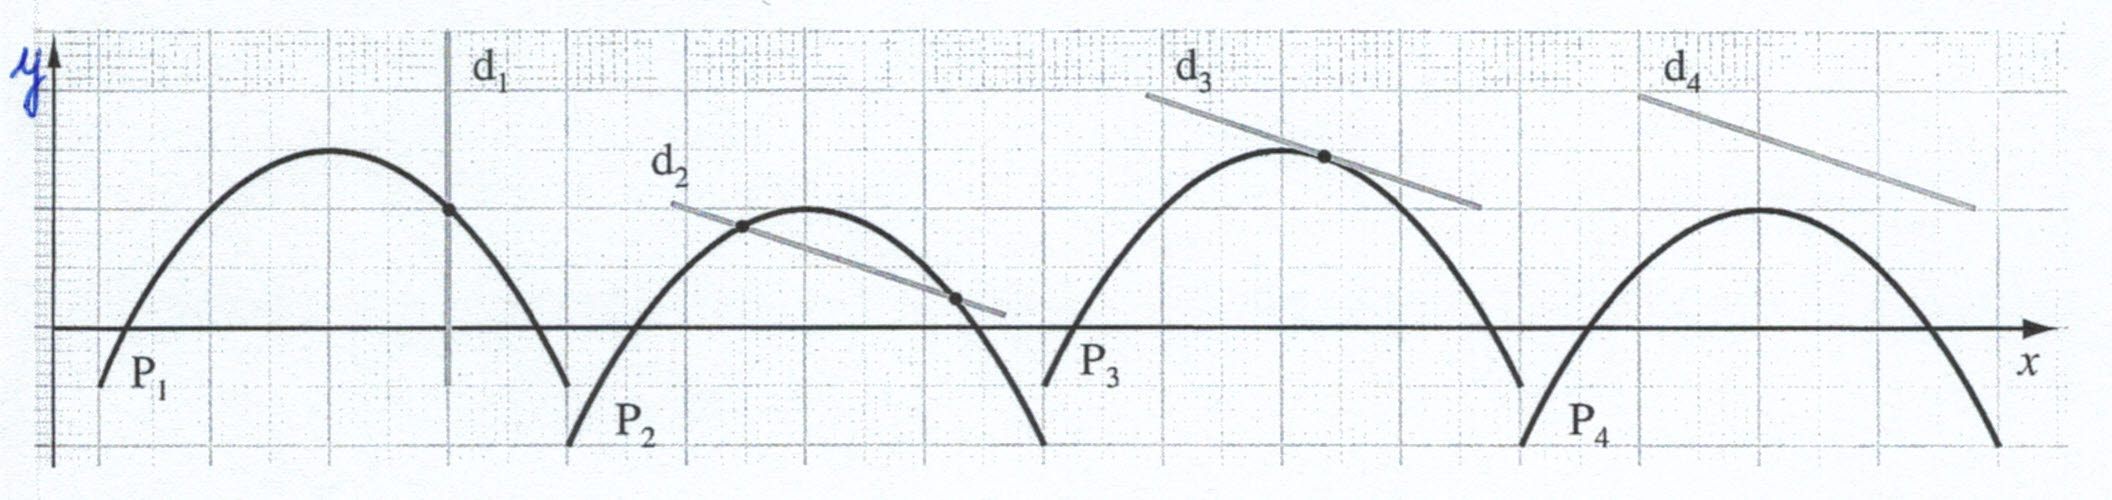 y
d₁
d₂
d₃
d₄
P₁
P₂
P₃
P₄
x